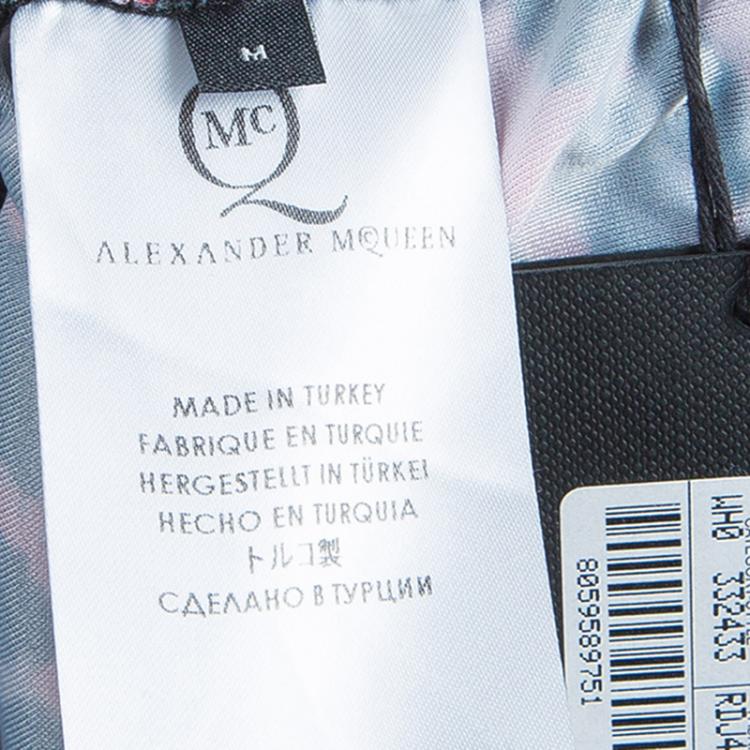 M
McQ
ALEXANDER MCQUEEN
MADE IN TURKEY
FABRIQUE EN TURQUIE
HERGESTELLT IN TÜRKEI
HECHO EN TURQUIA
トルコ製
СДЕЛАНО В ТУРЦИИ
8059589751
WH0 332433
RDJ4